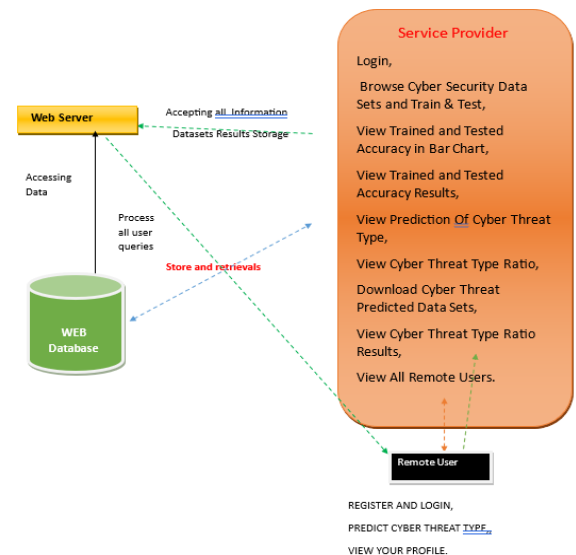 Service Provider
Login,
Browse Cyber Security Data
Sets and Train & Test,
View Trained and Tested
Accuracy in Bar Chart,
View Trained and Tested
Accuracy Results,
View Prediction Of Cyber Threat
Type,
View Cyber Threat Type Ratio,
Download Cyber Threat
Predicted Data Sets,
View Cyber Threat Type Ratio
Results,
View All Remote Users.
Web Server
Accepting all Information
Datasets Results Storage
Accessing
Data
Process
all user
queries
Store and retrievals
WEB
Database
Remote User
REGISTER AND LOGIN,
PREDICT CYBER THREAT TYPE,,
VIEW YOUR PROFILE.